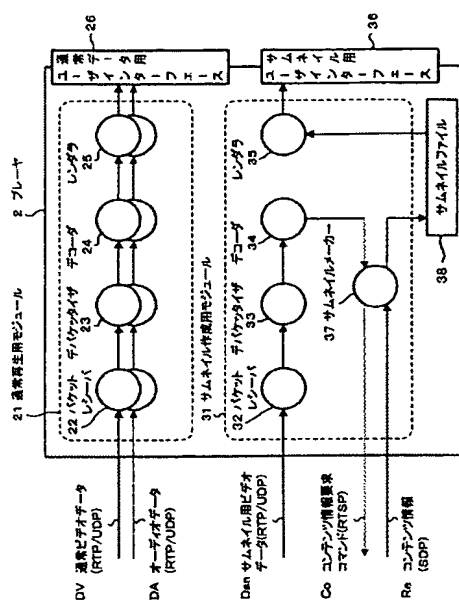 2 プレーヤ
21 通常再生用モジュール
22 パケットレシーバ
23 デパケッタイザ
24 デコーダ
25 レンダラ
26
通常データ用
ユーザインターフェース
DV 通常ビデオデータ
(RTP/UDP)
DA オーディオデータ
(RTP/UDP)
31 サムネイル作成用モジュール
32 パケットレシーバ
33 デパケッタイザ
34 デコーダ
35 レンダラ
36
サムネイル用
ユーザインターフェース
37 サムネイルメーカー
38 サムネイルファイル
Dsn サムネイル用ビデオ
データ(RTP/UDP)
Co コンテンツ情報要求
コマンド(RTSP)
Re コンテンツ情報
(SDP)